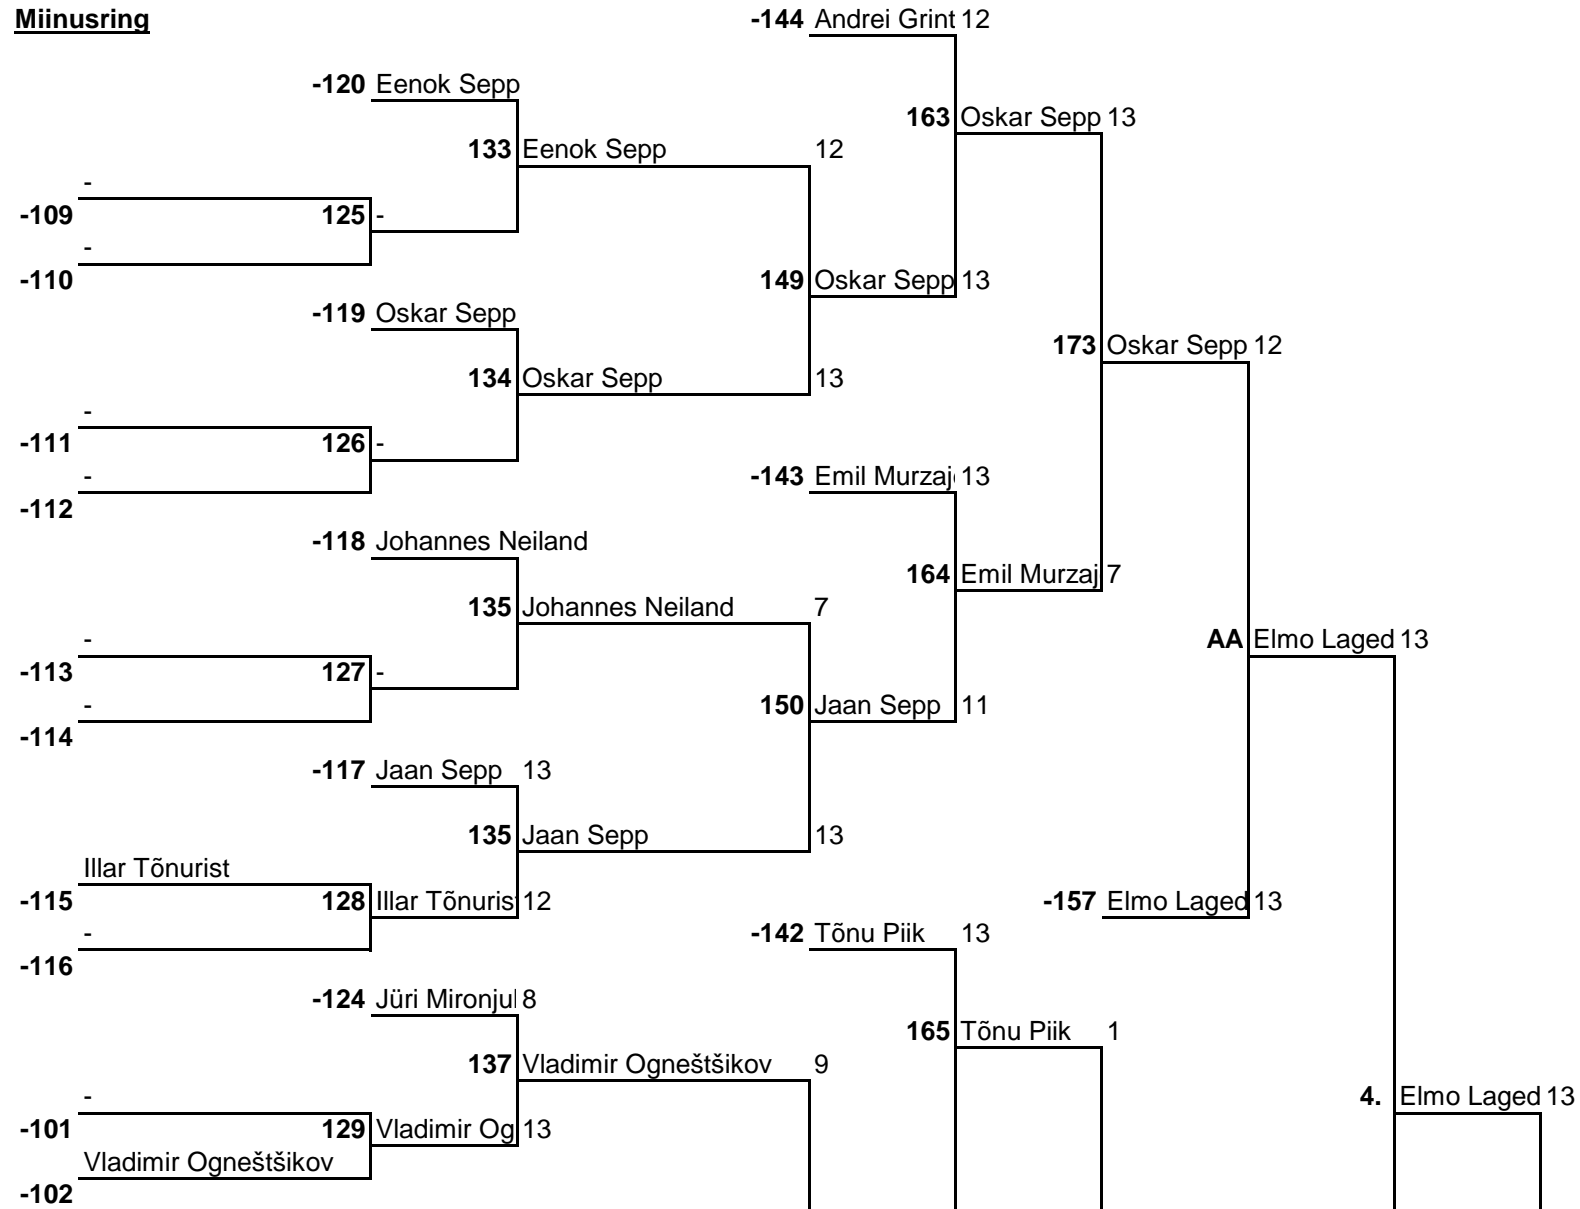 Miinusring
-144 Andrei Grint 12
-120 Eenok Sepp
163 Oskar Sepp 13
133 Eenok Sepp 12
-
-109 125 -
-
-110 149 Oskar Sepp 13
-119 Oskar Sepp
173 Oskar Sepp 12
134 Oskar Sepp 13
-
-111 126 -
-143 Emil Murzaj 13
-
-112
-118 Johannes Neiland
164 Emil Murzaj 7
135 Johannes Neiland 7
-
AA Elmo Laged 13
-113 127 -
-
150 Jaan Sepp 11
-114
-117 Jaan Sepp 13
135 Jaan Sepp 13
Illar Tõnurist
-115 128 Illar Tõnuris 12
-157 Elmo Laged 13
-
-142 Tõnu Piik 13
-116
-124 Jüri Mironjul 8
165 Tõnu Piik 1
137 Vladimir Ogneštšikov 9
-
4. Elmo Laged 13
-101 129 Vladimir Og 13
Vladimir Ogneštšikov
-102